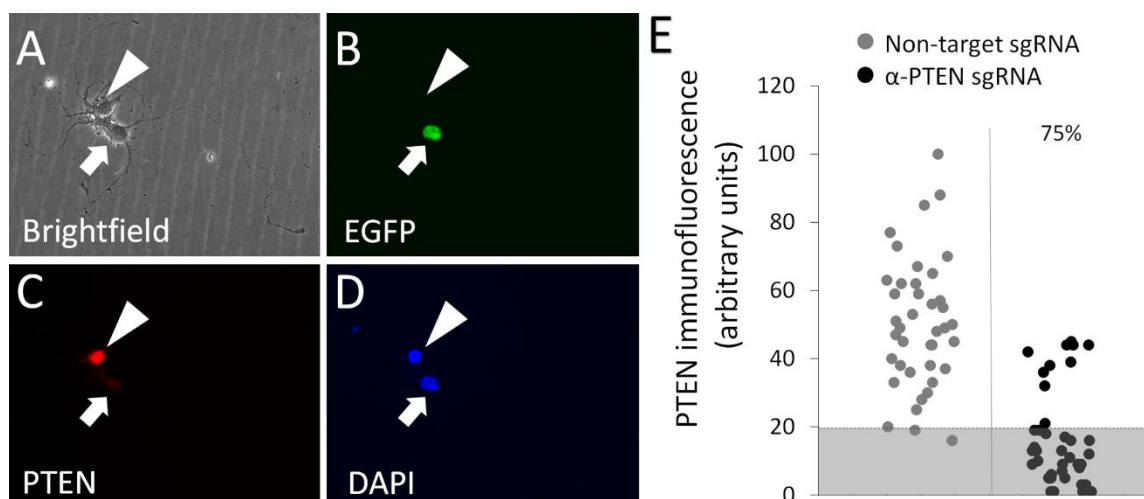 A
Brightfield
B
EGFP
C
PTEN
D
DAPI
E
Non-target sgRNA
α-PTEN sgRNA
PTEN immunofluorescence
(arbitrary units)
120
100
80
60
40
20
0
75%